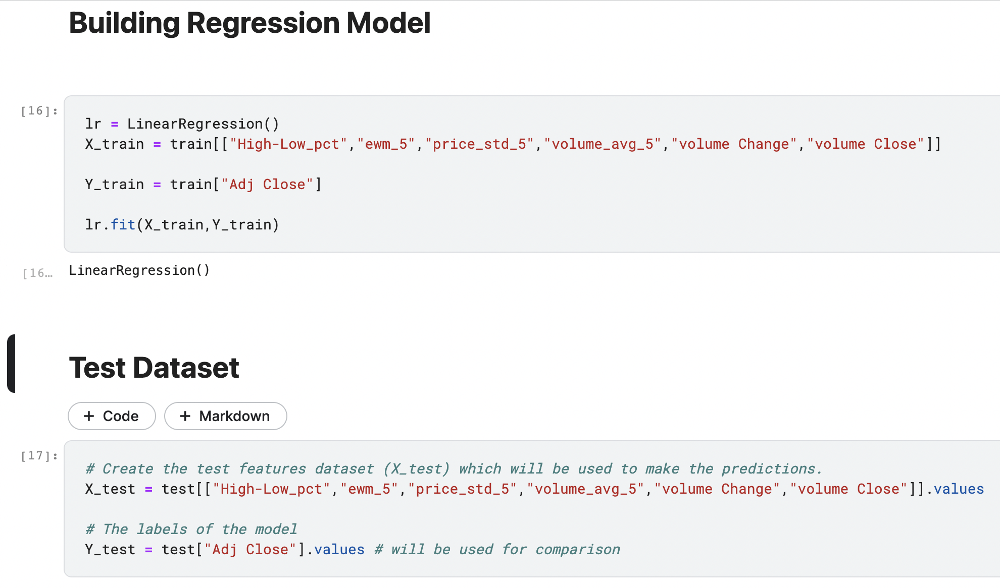 Building Regression Model
[16]:
lr = LinearRegression()
X_train = train[["High-Low_pct","ewm_5","price_std_5","volume_avg_5","volume Change","volume Close"]]
Y_train = train["Adj Close"]
lr.fit(X_train,Y_train)
[16… LinearRegression()
Test Dataset
+ Code + Markdown
[17]:
# Create the test features dataset (X_test) which will be used to make the predictions.
X_test = test[["High-Low_pct","ewm_5","price_std_5","volume_avg_5","volume Change","volume Close"]].values
# The labels of the model
Y_test = test["Adj Close"].values # will be used for comparison